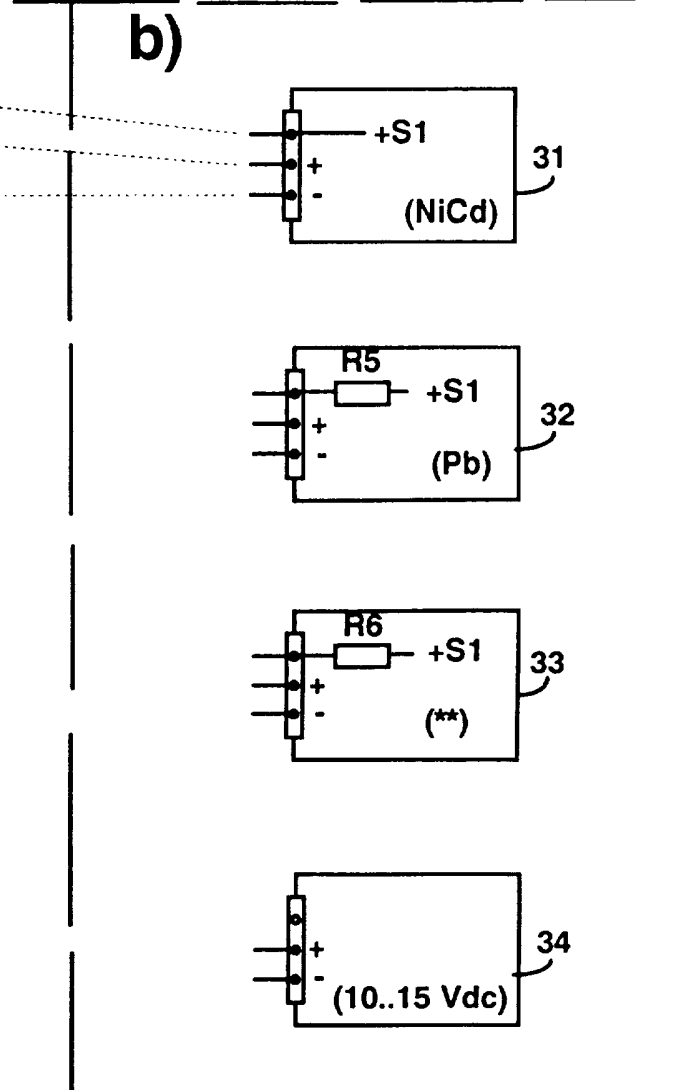 b)
+S1
+
-
(NiCd)
31
R5
+S1
+
-
(Pb)
32
R6
+S1
+
-
(**)
33
+
-
(10..15 Vdc)
34